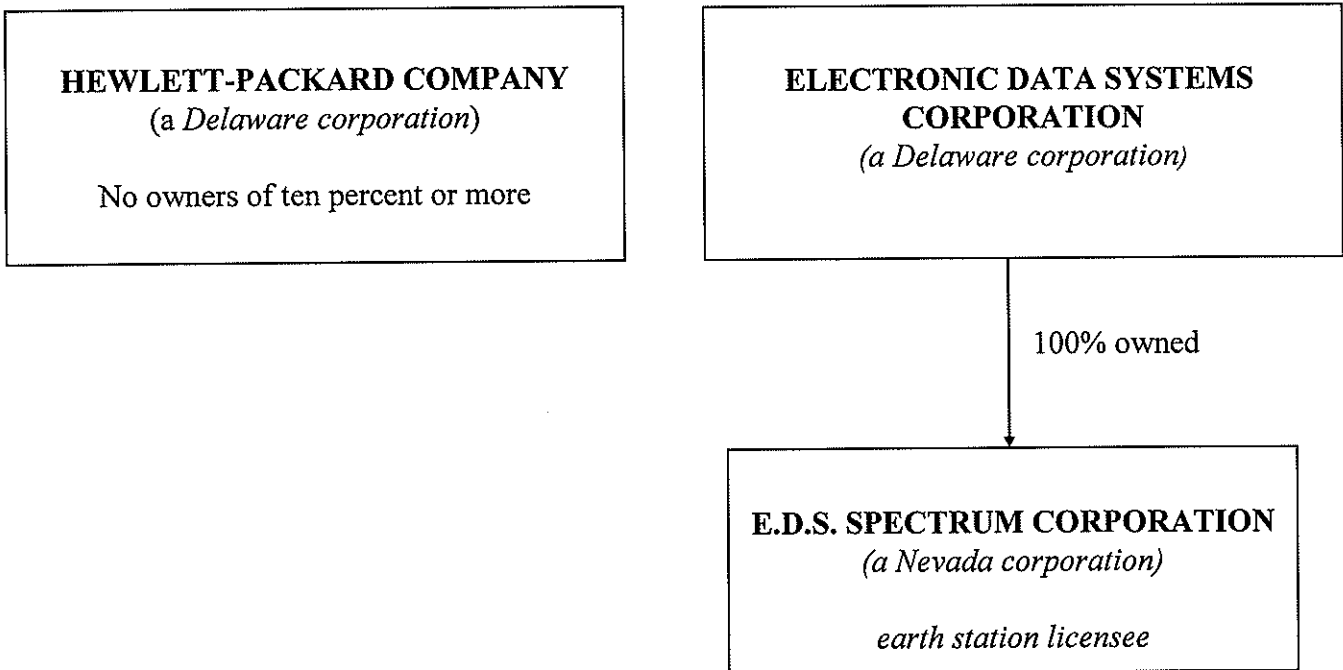 HEWLETT-PACKARD COMPANY
(a Delaware corporation)
No owners of ten percent or more
ELECTRONIC DATA SYSTEMS
CORPORATION
(a Delaware corporation)
100% owned
E.D.S. SPECTRUM CORPORATION
(a Nevada corporation)
earth station licensee